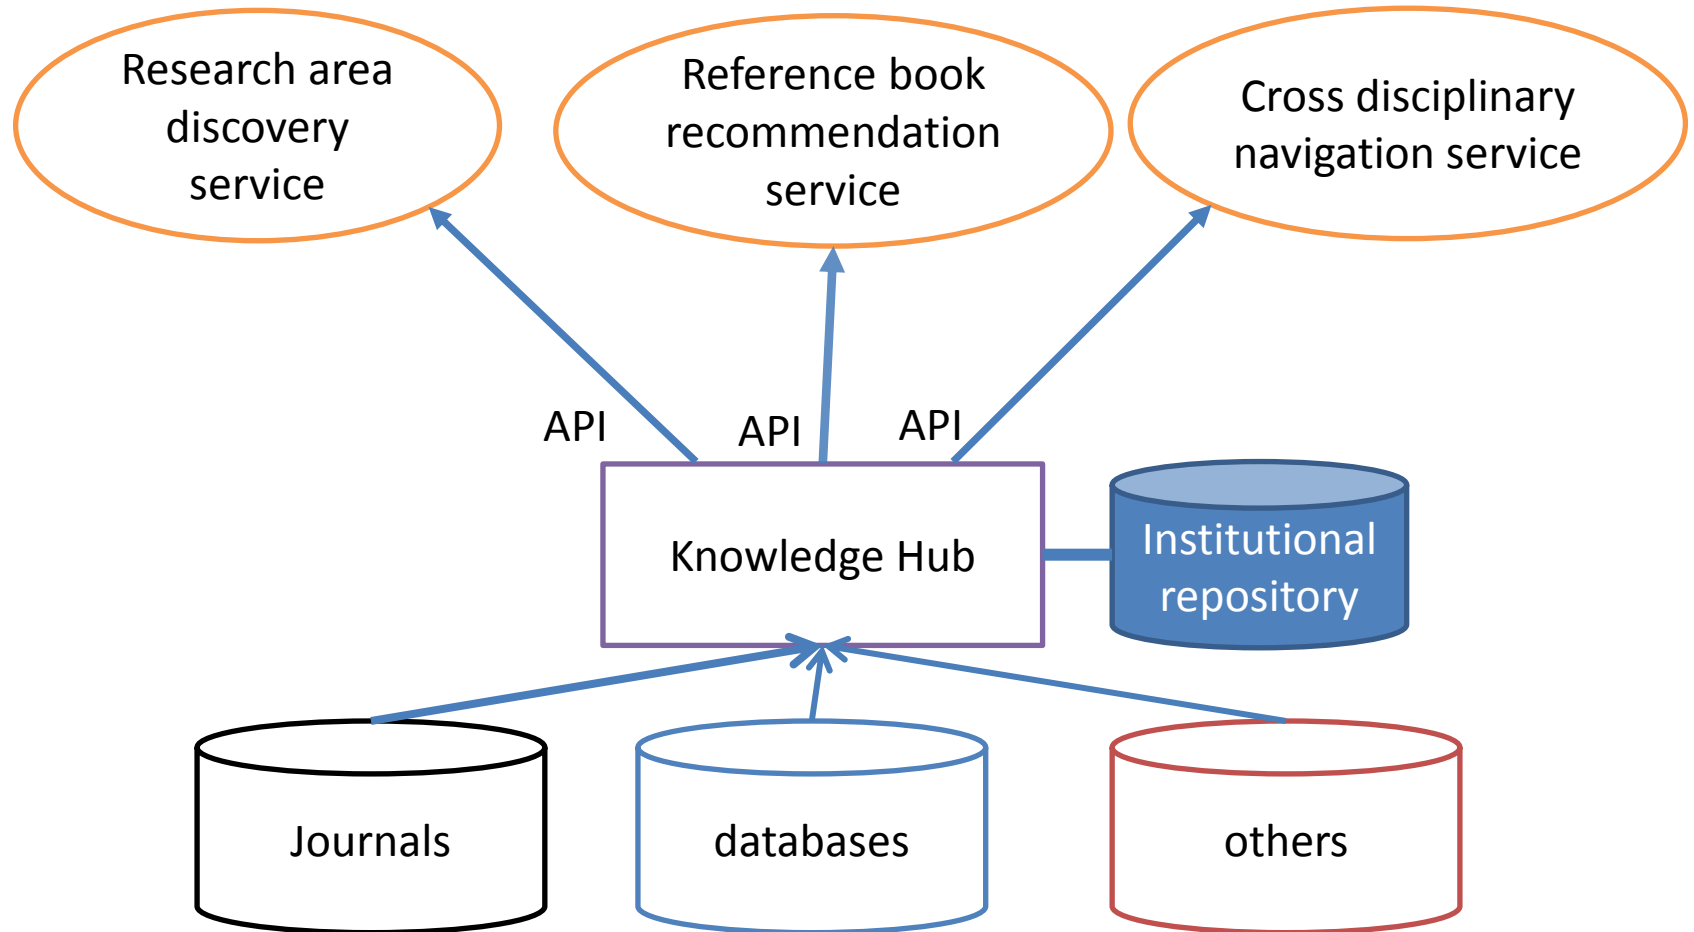 Research area
discovery
service
Reference book
recommendation
service
Cross disciplinary
navigation service
API
API
API
Knowledge Hub
Institutional
repository
Journals
databases
others